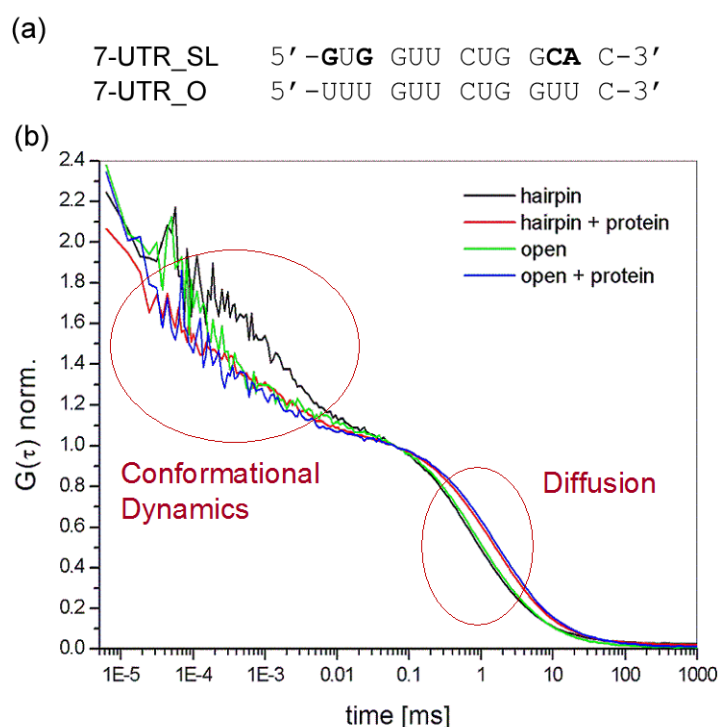 (a)
7-UTR_SL 5'-GUG GUU CUG GCA C-3'
7-UTR_O 5'-UUU GUU CUG GUU C-3'
(b)
2.4
2.2
2.0
1.8
1.6
1.4
1.2
1.0
0.8
0.6
0.4
0.2
0.0
G(τ) norm.
hairpin
hairpin + protein
open
open + protein
Conformational
Dynamics
Diffusion
1E-5 1E-4 1E-3 0.01 0.1 1 10 100 1000
time [ms]